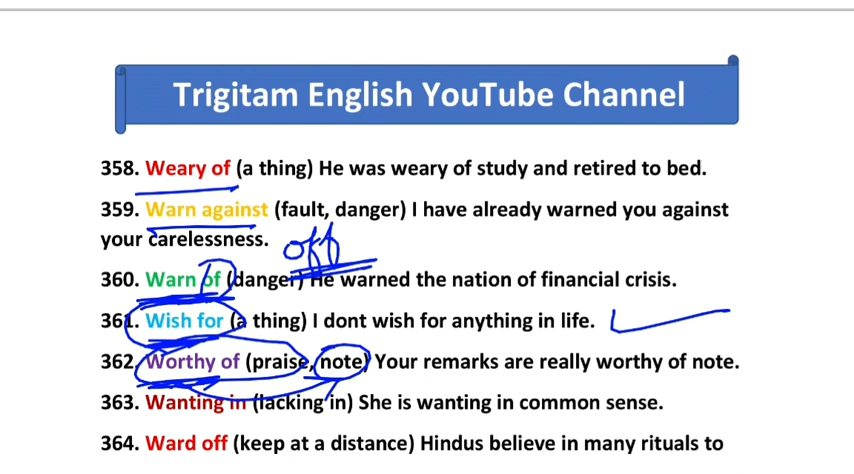 Trigitam English YouTube Channel
358. Weary of (a thing) He was weary of study and retired to bed.
359. Warn against (fault, danger) I have already warned you against
your carelessness.
off
360. Warn of (danger) He warned the nation of financial crisis.
361. Wish for (a thing) I dont wish for anything in life.
362. Worthy of (praise, note) Your remarks are really worthy of note.
363. Wanting in (lacking in) She is wanting in common sense.
364. Ward off (keep at a distance) Hindus believe in many rituals to